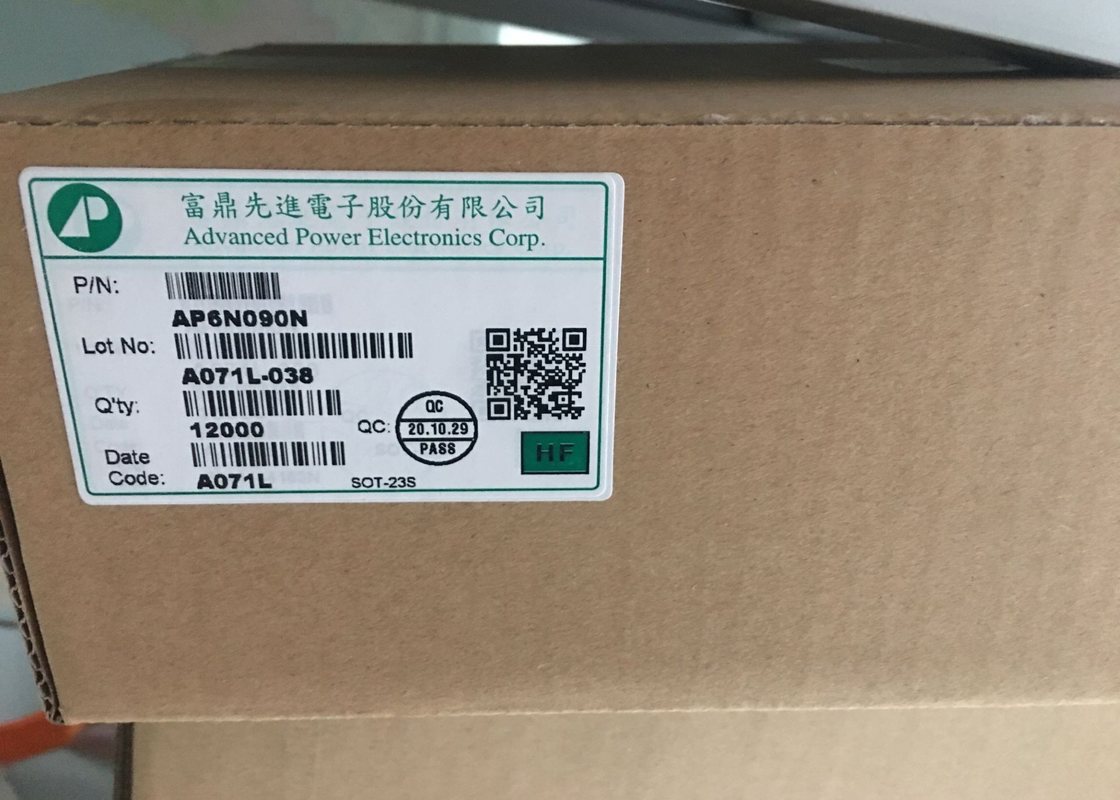 AP
富鼎先進電子股份有限公司
Advanced Power Electronics Corp.
P/N:
AP6N090N
Lot No:
A071L-038
Q'ty:
12000
QC:
QC
20.10.29
PASS
Date
Code:
A071L
SOT-23S
HF